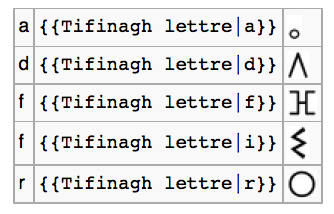 a {{Tifinagh lettre|a}} ⴰ
d {{Tifinagh lettre|d}} ⴷ
f {{Tifinagh lettre|f}} ⴼ
f {{Tifinagh lettre|i}} ⵉ
r {{Tifinagh lettre|r}} ⵔ